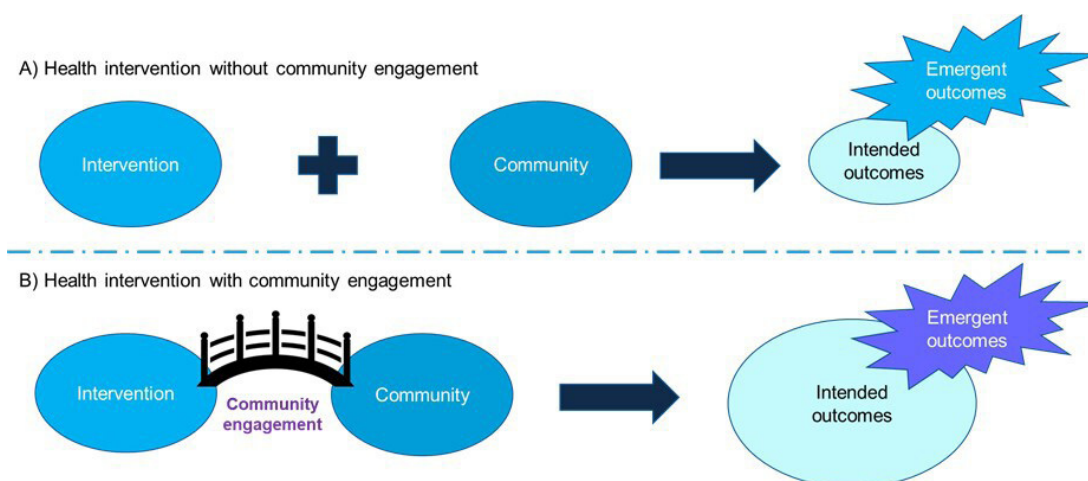 A) Health intervention without community engagement
Emergent
outcomes
Intervention
Community
Intended
outcomes
B) Health intervention with community engagement
Emergent
outcomes
Intervention
Community
engagement
Community
Intended
outcomes